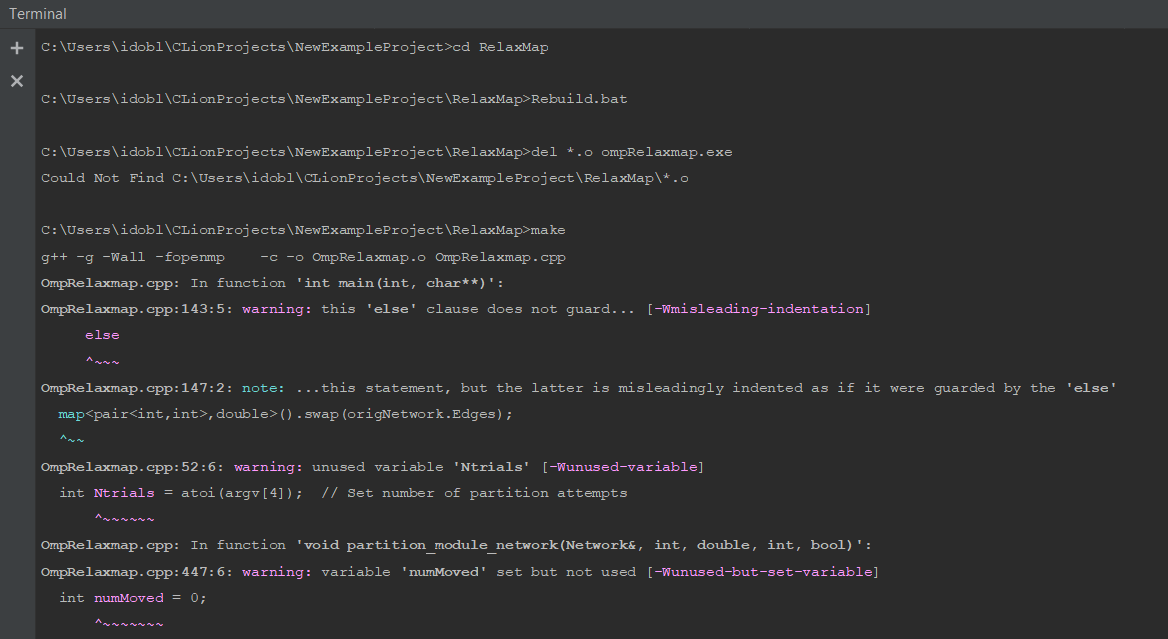 Terminal
C:\Users\idobl\CLionProjects\NewExampleProject>cd RelaxMap
C:\Users\idobl\CLionProjects\NewExampleProject\RelaxMap>Rebuild.bat
C:\Users\idobl\CLionProjects\NewExampleProject\RelaxMap>del *.o ompRelaxmap.exe
Could Not Find C:\Users\idobl\CLionProjects\NewExampleProject\RelaxMap\*.o
C:\Users\idobl\CLionProjects\NewExampleProject\RelaxMap>make
g++ -g -Wall -fopenmp    -c -o OmpRelaxmap.o OmpRelaxmap.cpp
OmpRelaxmap.cpp: In function 'int main(int, char**)':
OmpRelaxmap.cpp:143:5: warning: this 'else' clause does not guard... [-Wmisleading-indentation]
     else
     ^~~~
OmpRelaxmap.cpp:147:2: note: ...this statement, but the latter is misleadingly indented as if it were guarded by the 'else'
  map<pair<int,int>,double>().swap(origNetwork.Edges);
  ^~~
OmpRelaxmap.cpp:52:6: warning: unused variable 'Ntrials' [-Wunused-variable]
  int Ntrials = atoi(argv[4]);  // Set number of partition attempts
      ^~~~~~~
OmpRelaxmap.cpp: In function 'void partition_module_network(Network&, int, double, int, bool)':
OmpRelaxmap.cpp:447:6: warning: variable 'numMoved' set but not used [-Wunused-but-set-variable]
  int numMoved = 0;
      ^~~~~~~~